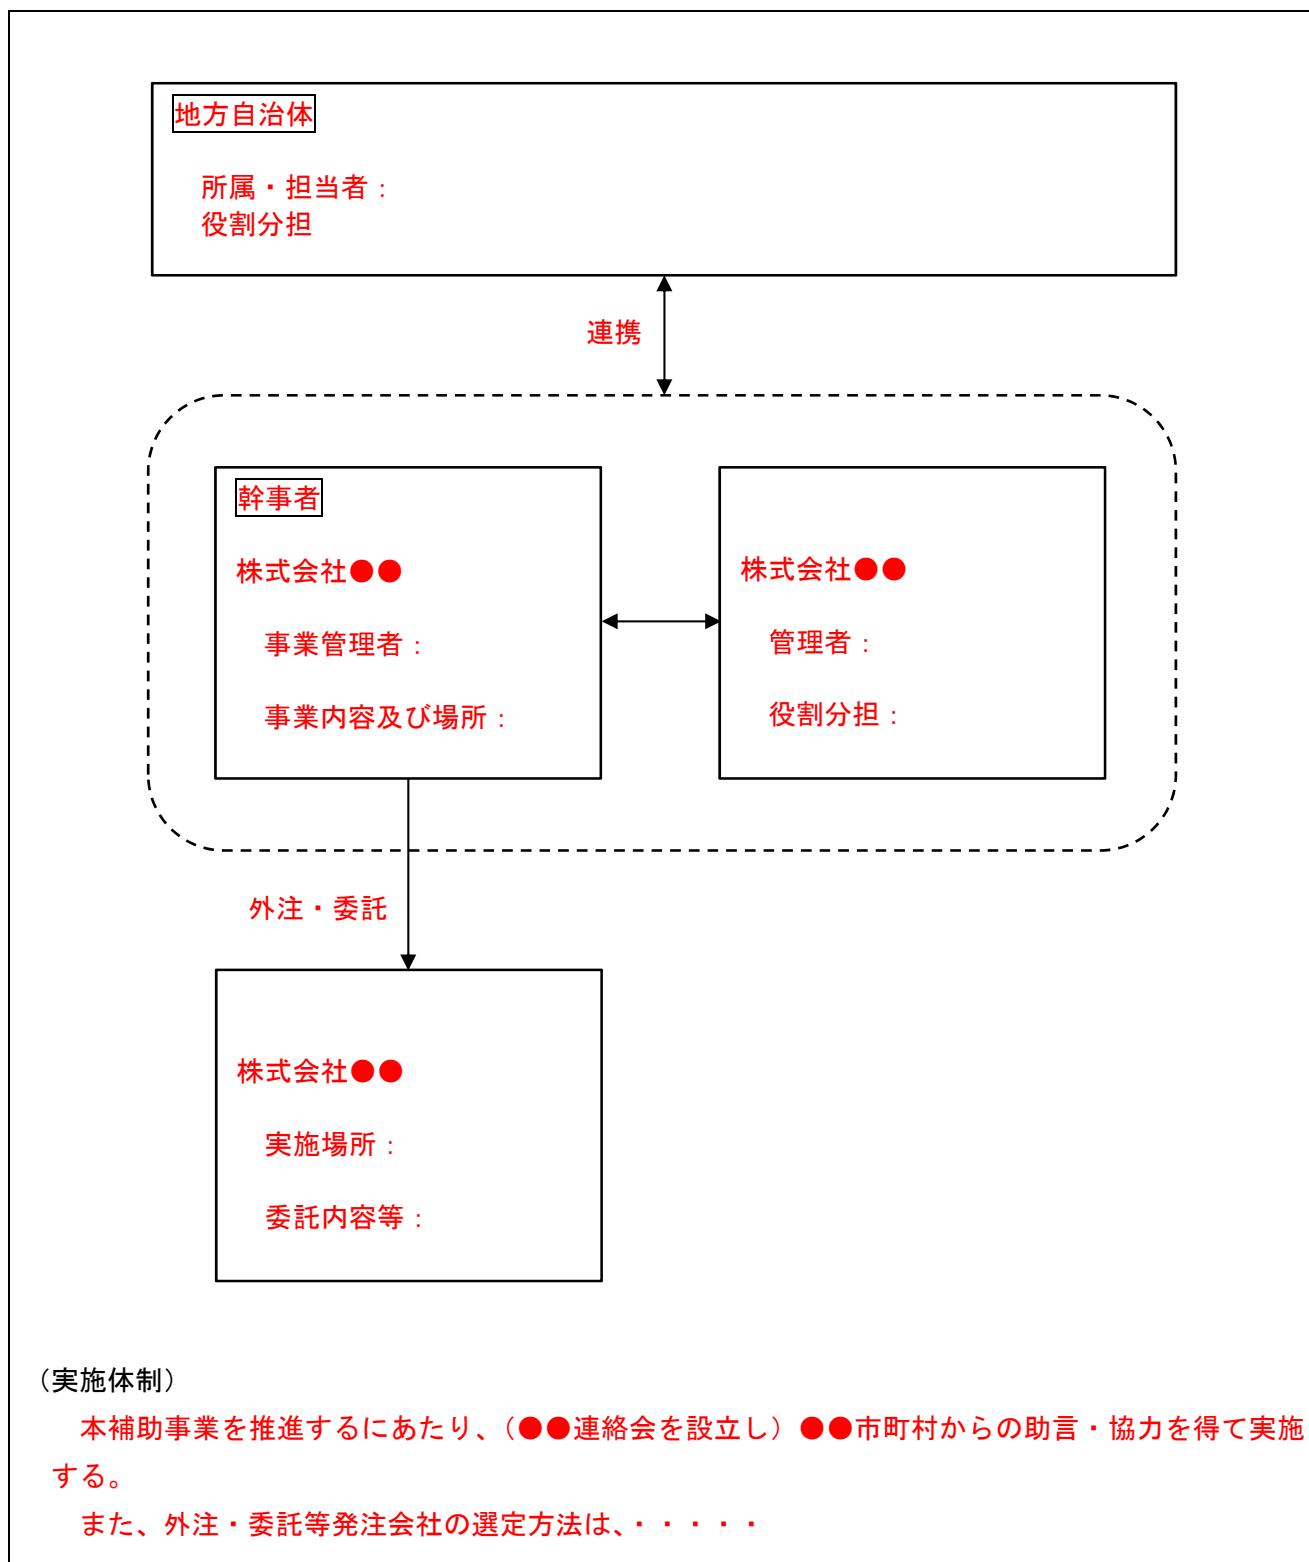 地方自治体
所属・担当者：
役割分担
連携
幹事者
株式会社●●
事業管理者：
事業内容及び場所：
株式会社●●
管理者：
役割分担：
外注・委託
株式会社●●
実施場所：
委託内容等：
（実施体制）
本補助事業を推進するにあたり、（●●連絡会を設立し）●●市町村からの助言・協力を得て実施
する。
また、外注・委託等発注会社の選定方法は、・・・・・